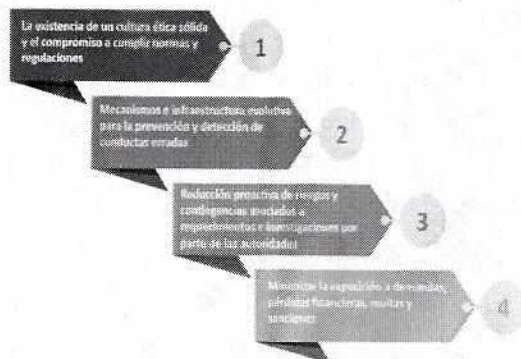 La existencia de un cultura ética sólida
y el compromiso a cumplir normas y
regulaciones
1
Mecanismos e infraestructura evolutiva
para la prevención y detección de
conductas erradas
2
Reducción proactiva de riesgos y
contingencias asociados a
requerimientos e investigaciones por
parte de las autoridades
3
Minimizar la exposición a demandas,
pérdidas financieras, multas y
sanciones
4